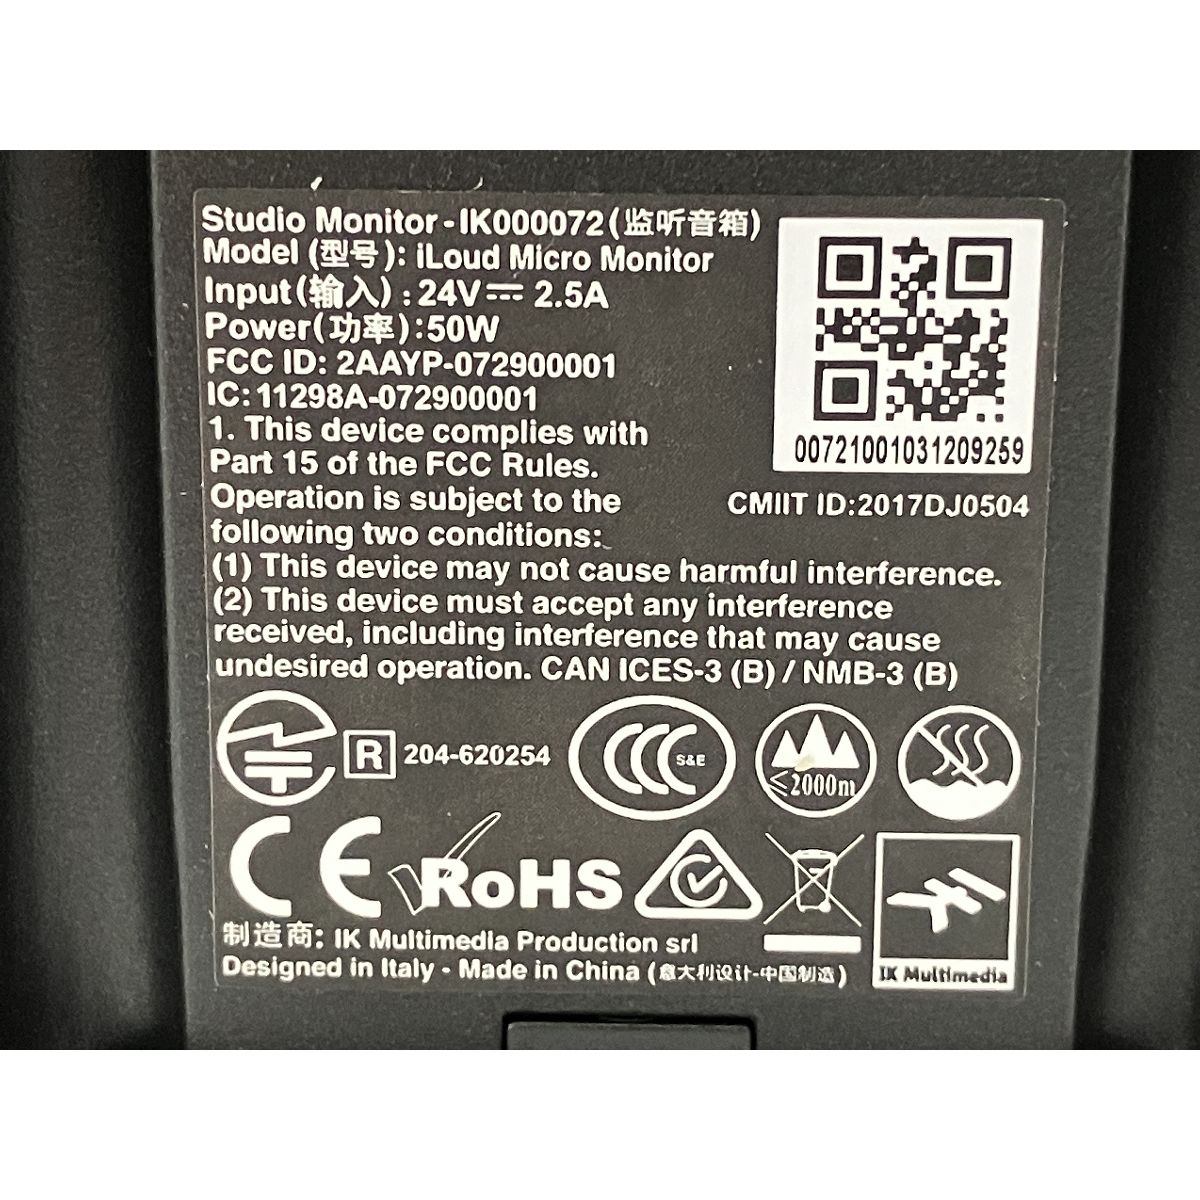 Studio Monitor-IK000072(监听音箱)
Model (型号): iLoud Micro Monitor
Input(输入) : 24V⎓ 2.5A
Power(功率):50W
FCC ID: 2AAYP-072900001
IC: 11298A-072900001
1. This device complies with
Part 15 of the FCC Rules.
Operation is subject to the
following two conditions:
007210010312092​59
CMIIT ID:2017DJ0504
(1) This device may not cause harmful interference.
(2) This device must accept any interference
received, including interference that may cause
undesired operation. CAN ICES-3 (B) / NMB-3 (B)
R 204-620254
CCC S&E
≤2000m
CE RoHS
制造商: IK Multimedia Production srl
Designed in Italy - Made in China (意大利设计-中国制造)
IK Multimedia